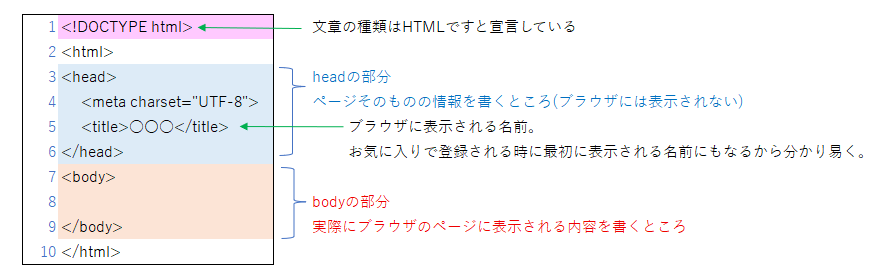 1 <!DOCTYPE html> 文章の種類はHTMLですと宣言している
2 <html>
3 <head> headの部分
4 <meta charset="UTF-8"> ページそのものの情報を書くところ(ブラウザには表示されない)
5 <title>〇〇〇</title> ブラウザに表示される名前。
6 </head> お気に入りで登録される時に最初に表示される名前にもなるから分かり易く。
7 <body>
8 bodyの部分
9 </body> 実際にブラウザのページに表示される内容を書くところ
10 </html>